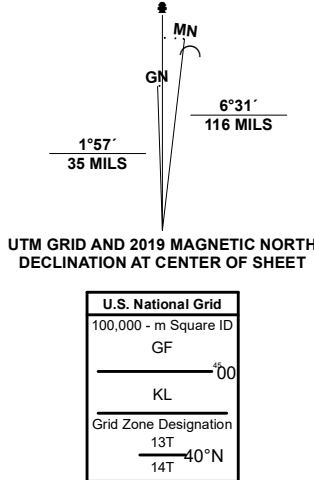 MN
GN
6°31´
116 MILS
1°57´
35 MILS
UTM GRID AND 2019 MAGNETIC NORTH
DECLINATION AT CENTER OF SHEET
U.S. National Grid
100,000 - m Square ID
GF
4500
KL
Grid Zone Designation
13T
40°N
14T